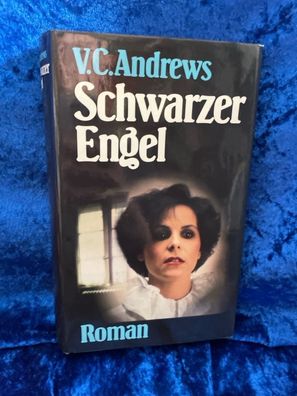 V.C. Andrews
Schwarzer
Engel
Roman